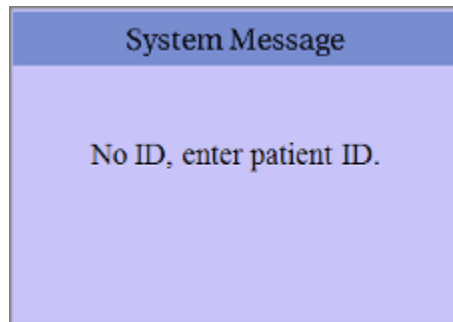 System Message
No ID, enter patient ID.